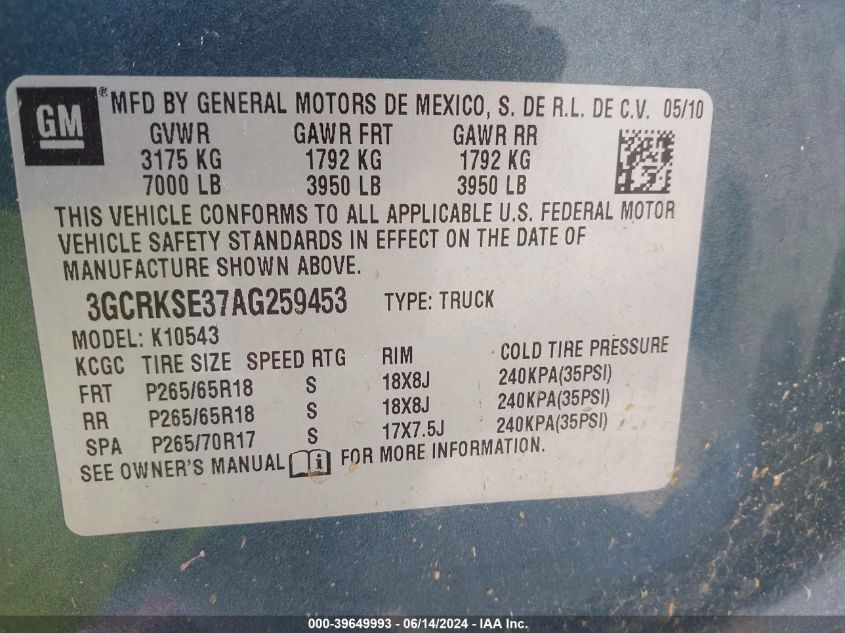 GM ® MFD BY GENERAL MOTORS DE MEXICO, S. DE R.L. DE C.V. 05/10
GVWR GAWR FRT GAWR RR
3175 KG 1792 KG 1792 KG
7000 LB 3950 LB 3950 LB
THIS VEHICLE CONFORMS TO ALL APPLICABLE U.S. FEDERAL MOTOR
VEHICLE SAFETY STANDARDS IN EFFECT ON THE DATE OF
MANUFACTURE SHOWN ABOVE.
3GCRKSE37AG259453 TYPE: TRUCK
MODEL: K10543
KCGC TIRE SIZE SPEED RTG RIM COLD TIRE PRESSURE
FRT P265/65R18 S 18X8J 240KPA(35PSI)
RR P265/65R18 S 18X8J 240KPA(35PSI)
SPA P265/70R17 S 17X7.5J 240KPA(35PSI)
SEE OWNER'S MANUAL i FOR MORE INFORMATION.
000-39649993 - 06/14/2024 - IAA Inc.